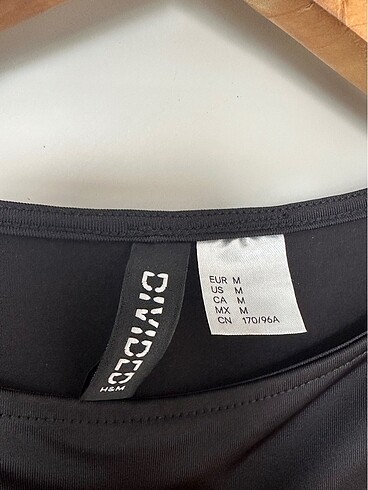 DIVIDED
H&M
EUR M
US M
CA M
MX M
CN 170/96A